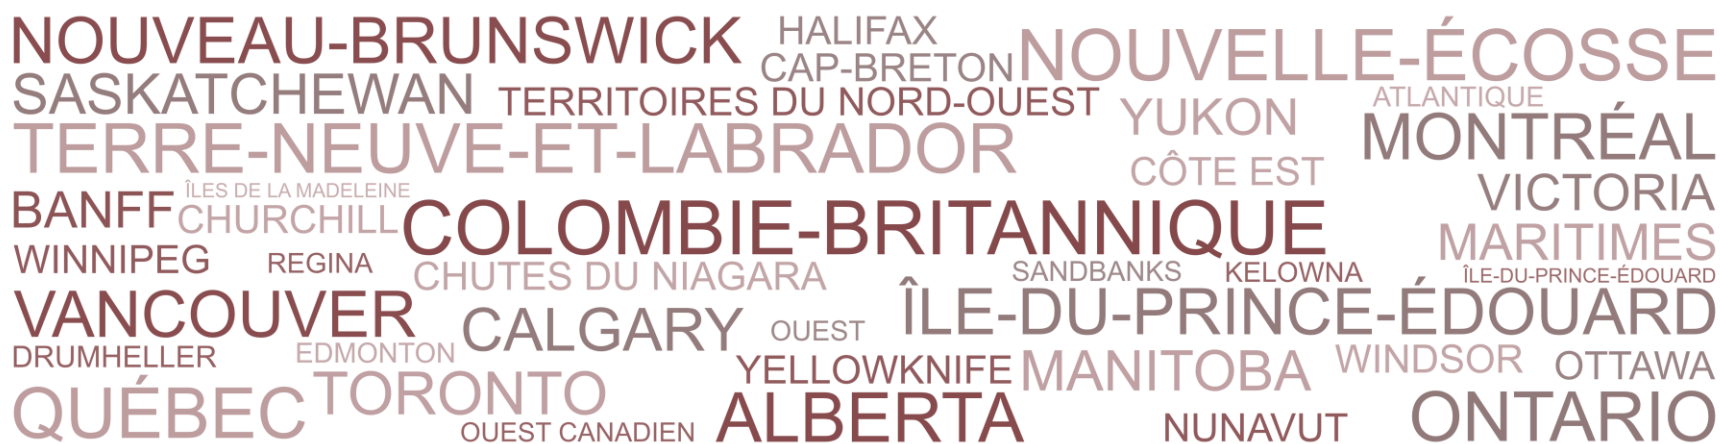 NOUVEAU-BRUNSWICK
HALIFAX
NOUVELLE-ÉCOSSE
CAP-BRETON
SASKATCHEWAN
TERRITOIRES DU NORD-OUEST
YUKON
ATLANTIQUE
TERRE-NEUVE-ET-LABRADOR
MONTRÉAL
CÔTE EST
VICTORIA
BANFF
ÎLES DE LA MADELEINE
CHURCHILL
COLOMBIE-BRITANNIQUE
MARITIMES
WINNIPEG
REGINA
CHUTES DU NIAGARA
SANDBANKS
KELOWNA
ÎLE-DU-PRINCE-ÉDOUARD
VANCOUVER
CALGARY
OUEST
ÎLE-DU-PRINCE-ÉDOUARD
DRUMHELLER
EDMONTON
YELLOWKNIFE
MANITOBA
WINDSOR
OTTAWA
QUÉBEC
TORONTO
OUEST CANADIEN
ALBERTA
NUNAVUT
ONTARIO